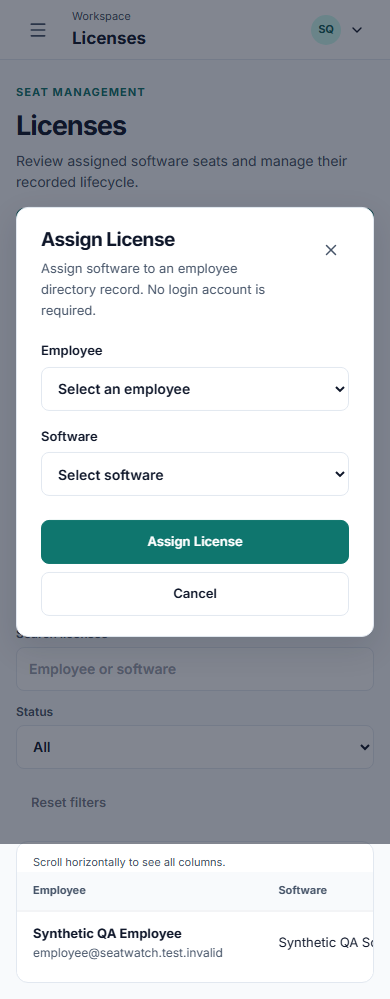 Workspace
Licenses
SQ
SEAT MANAGEMENT
Licenses
Review assigned software seats and manage their
recorded lifecycle.
Assign License
Assign software to an employee
directory record. No login account is
required.
Employee
Select an employee
Software
Select software
Assign License
Cancel
Employee or software
Status
All
Reset filters
Scroll horizontally to see all columns.
Employee Software
Synthetic QA Employee
employee@seatwatch.test.invalid
Synthetic QA So